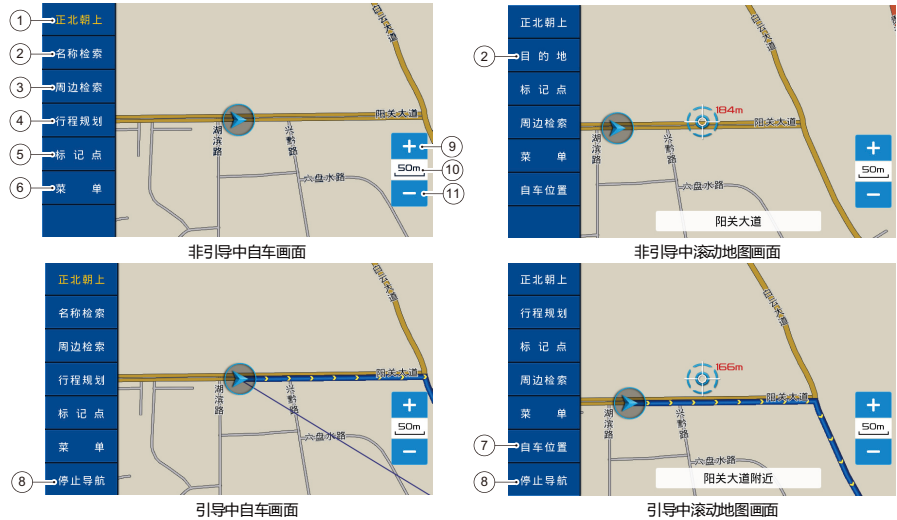 ① 正北朝上
② 名称检索
③ 周边检索
④ 行程规划
⑤ 标 记 点
⑥ 菜 单
阳关大道
湖滨路
兴黔路
六盘水路
+ ⑨
50m ⑩
− ⑪
非引导中自车画面
正北朝上
② 目 的 地
标 记 点
周边检索
菜 单
自车位置
184m
阳关大道
湖滨路
兴黔路
六盘水路
+
50m
−
阳关大道
非引导中滚动地图画面
正北朝上
名称检索
周边检索
行程规划
标 记 点
菜 单
⑧ 停止导航
阳关大道
湖滨路
兴黔路
六盘水路
+
50m
−
引导中自车画面
正北朝上
行程规划
标 记 点
周边检索
菜 单
⑦ 自车位置
⑧ 停止导航
166m
阳关大道
湖滨路
兴黔路
六盘水路
+
50m
−
阳关大道附近
引导中滚动地图画面